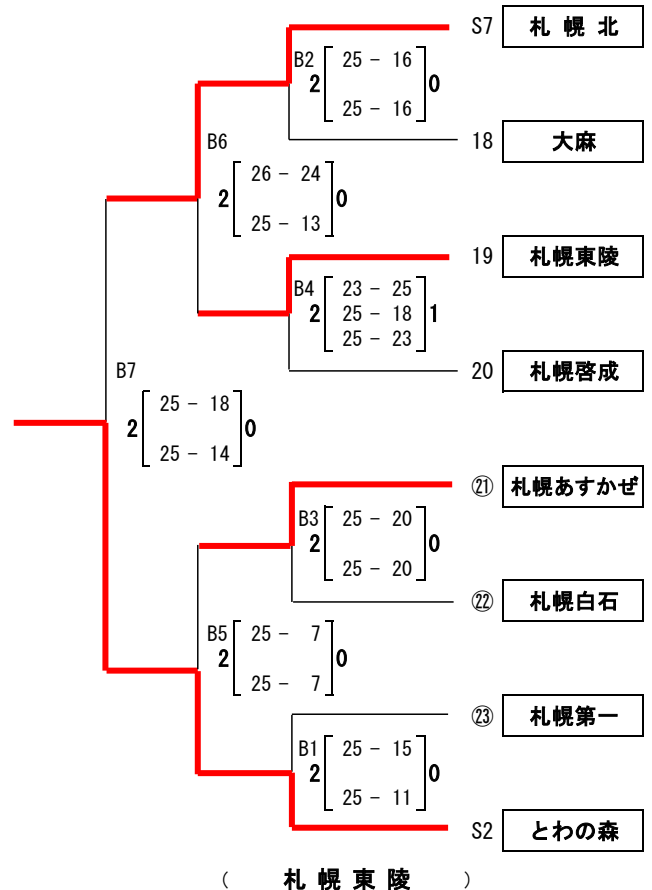 S7 札幌北
B2 2 25 - 16 0
25 - 16
18 大麻
B6 2 26 - 24 0
25 - 13
19 札幌東陵
B4 2 23 - 25 1
25 - 18
25 - 23
20 札幌啓成
B7 2 25 - 18 0
25 - 14
㉑ 札幌あすかぜ
B3 2 25 - 20 0
25 - 20
㉒ 札幌白石
B5 2 25 - 7 0
25 - 7
㉓ 札幌第一
B1 2 25 - 15 0
25 - 11
S2 とわの森
( 札幌東陵 )